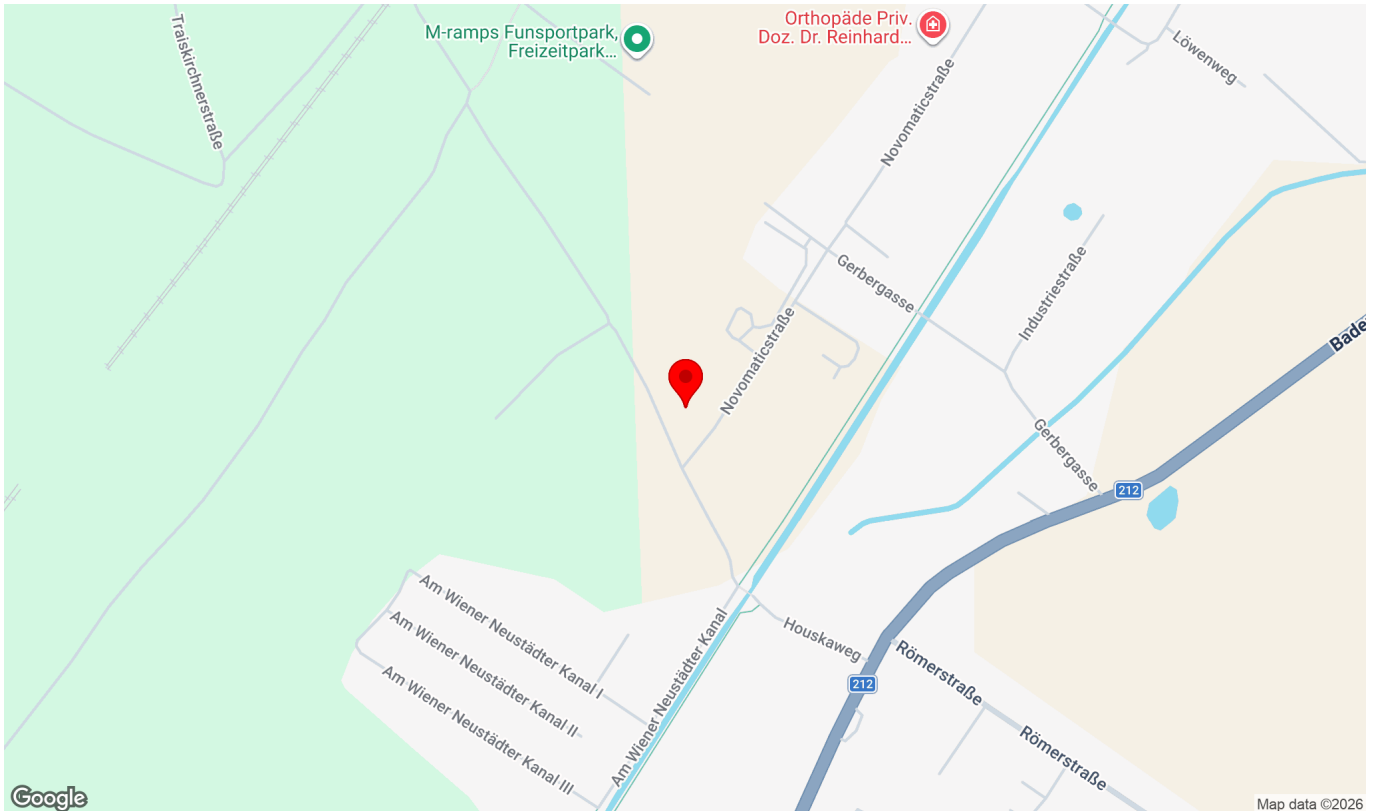 Traiskirchnerstraße
M-ramps Funsportpark,
Freizeitpark...
Orthopäde Priv.
Doz. Dr. Reinhard...
Löwenweg
Novomaticstraße
Gerbergasse
Industriestraße
Bade
Novomaticstraße
Gerbergasse
212
Am Wiener Neustädter Kanal I
Am Wiener Neustädter Kanal II
Am Wiener Neustädter Kanal III
Am Wiener Neustädter Kanal
Houskaweg
212
Römerstraße
Römerstraße
Google
Map data ©2026